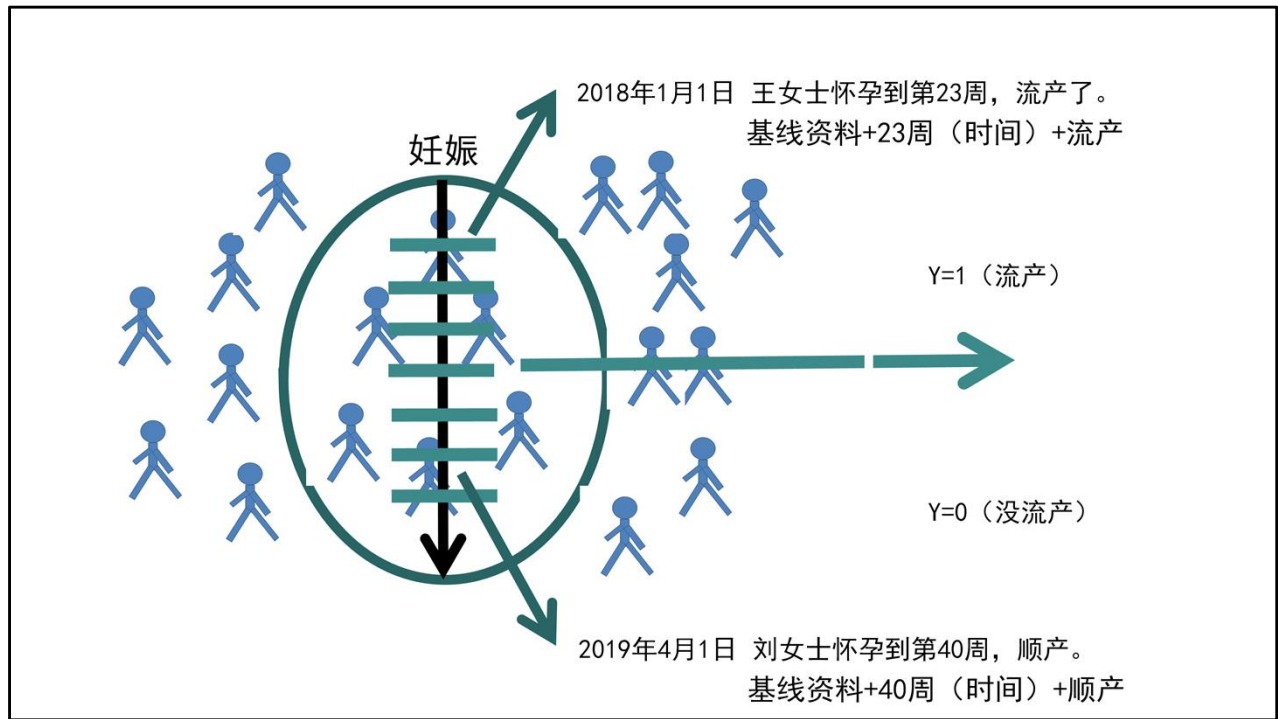 2018年1月1日 王女士怀孕到第23周，流产了。
基线资料+23周（时间）+流产
妊娠
Y=1（流产）
Y=0（没流产）
2019年4月1日 刘女士怀孕到第40周，顺产。
基线资料+40周（时间）+顺产